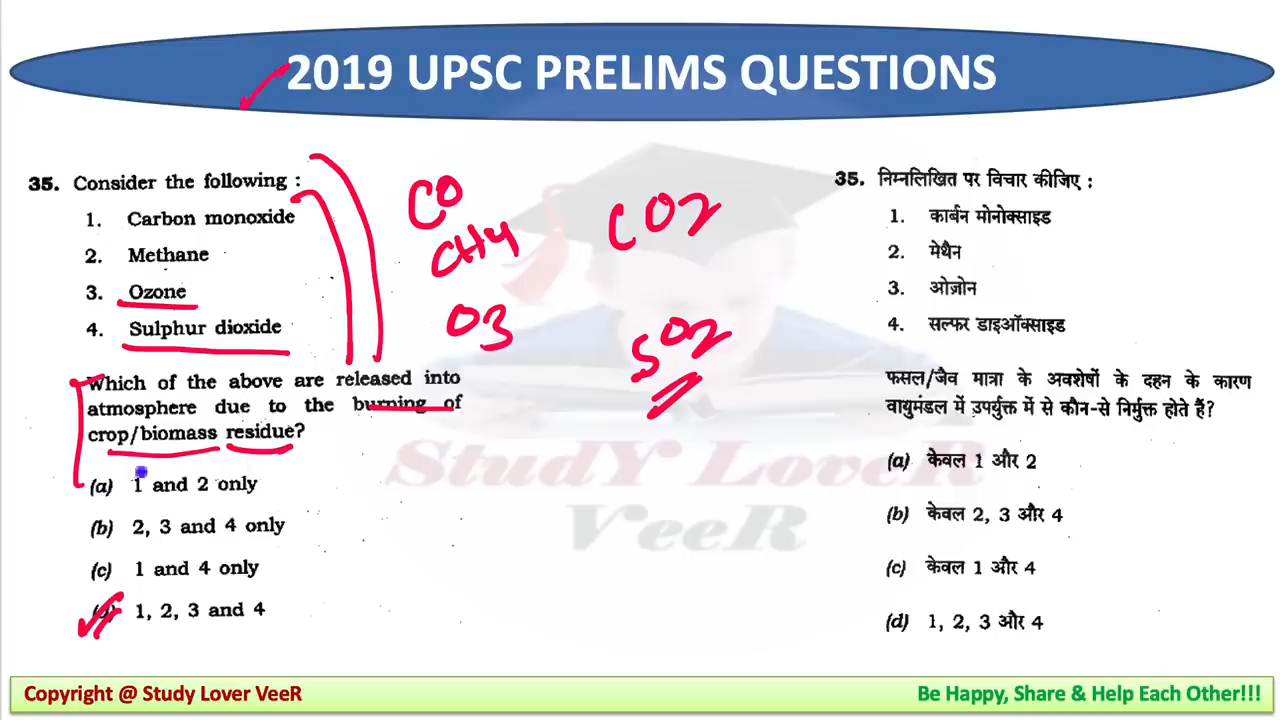 2019 UPSC PRELIMS QUESTIONS
35. Consider the following :
1. Carbon monoxide
2. Methane
3. Ozone
4. Sulphur dioxide
Which of the above are released into
atmosphere due to the burning of
crop/biomass residue?
(a) 1 and 2 only
(b) 2, 3 and 4 only
(c) 1 and 4 only
(d) 1, 2, 3 and 4
CO
CH4
O3
CO2
SO2
35. निम्नलिखित पर विचार कीजिए :
1. कार्बन मोनोक्साइड
2. मेथैन
3. ओज़ोन
4. सल्फर डाइऑक्साइड
फसल/जैव मात्रा के अवशेषों के दहन के कारण
वायुमंडल में उपर्युक्त में से कौन-से निर्मुक्त होते हैं?
(a) केवल 1 और 2
(b) केवल 2, 3 और 4
(c) केवल 1 और 4
(d) 1, 2, 3 और 4
StudY LoveR
VeeR
Copyright @ Study Lover VeeR
Be Happy, Share & Help Each Other!!!